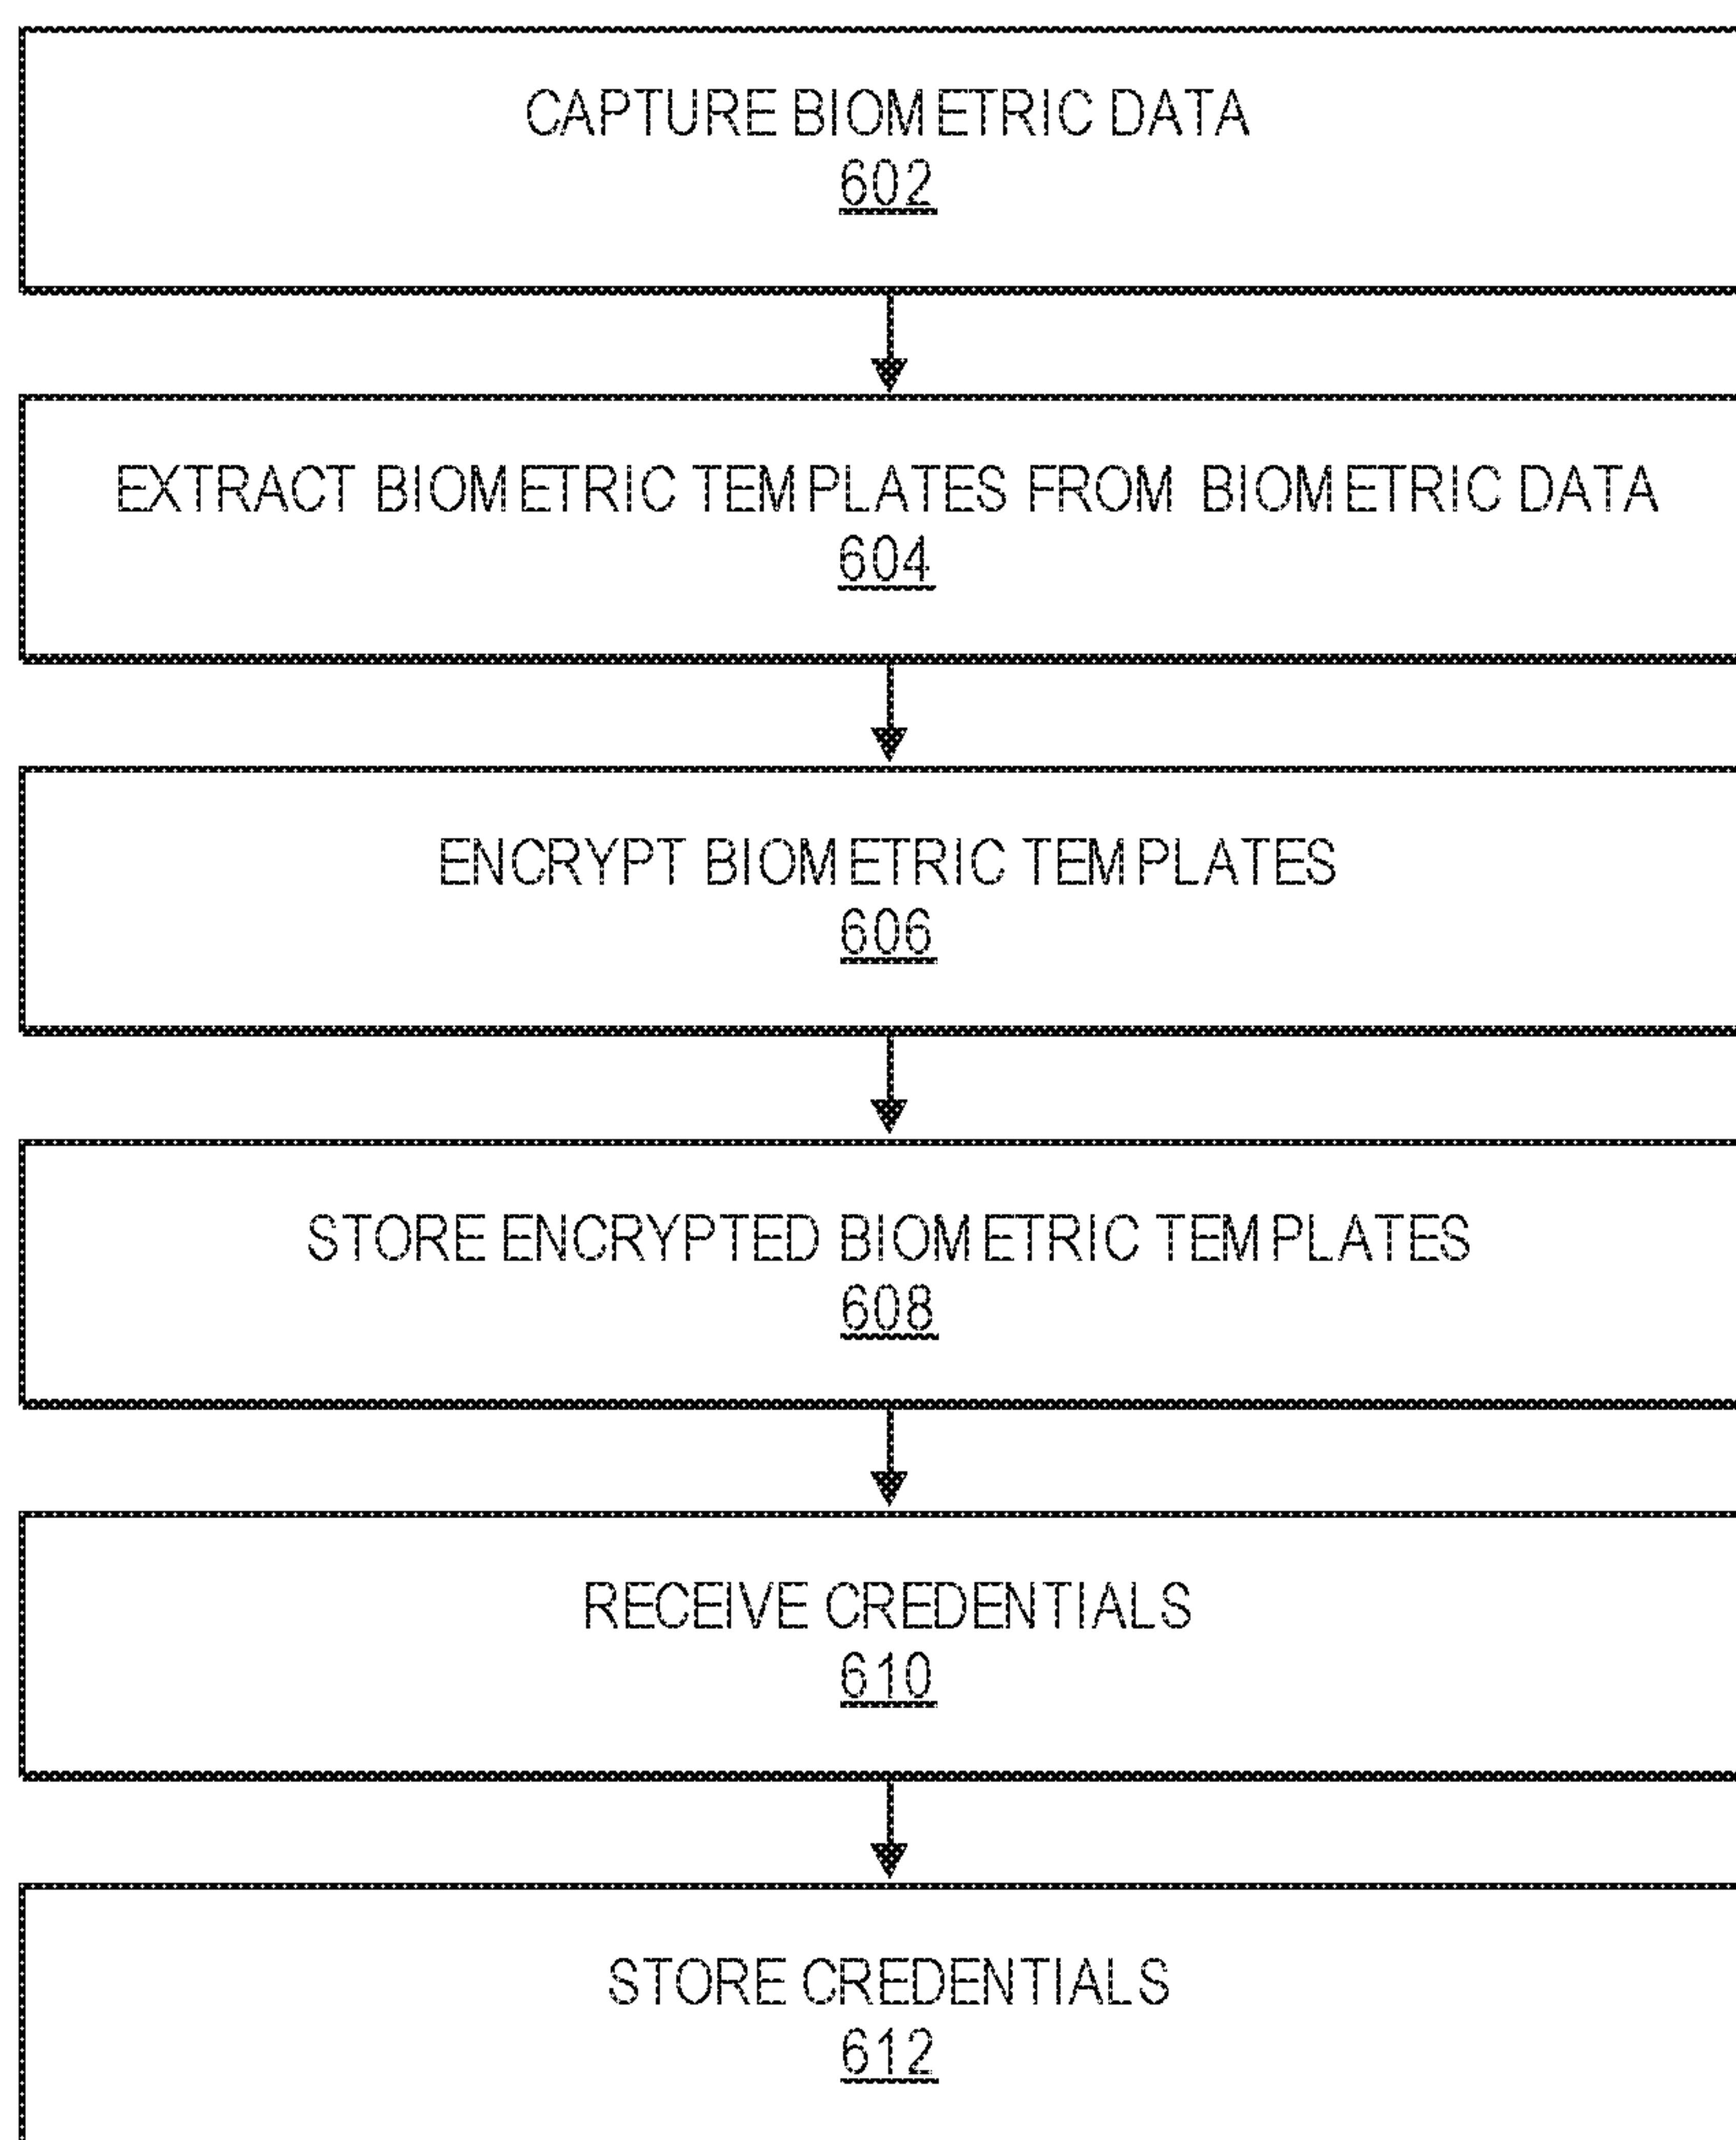 CAPTURE BIOMETRIC DATA
602
EXTRACT BIOMETRIC TEMPLATES FROM BIOMETRIC DATA
604
ENCRYPT BIOMETRIC TEMPLATES
606
STORE ENCRYPTED BIOMETRIC TEMPLATES
608
RECEIVE CREDENTIALS
610
STORE CREDENTIALS
612